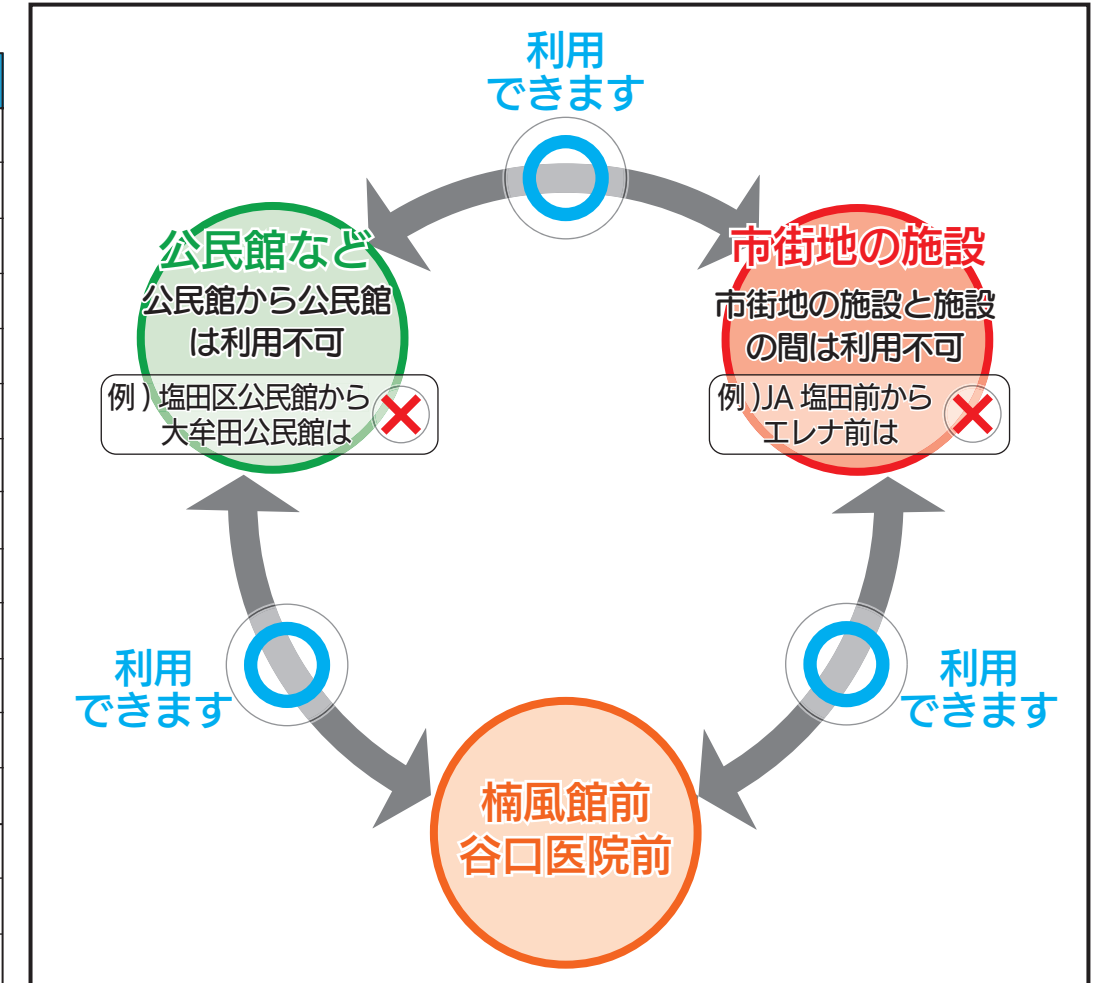 利用
できます
公民館など
公民館から公民館
は利用不可
例)塩田区公民館から
大牟田公民館は
市街地の施設
市街地の施設と施設
の間は利用不可
例)JA 塩田前から
エレナ前は
利用
できます
利用
できます
楠風館前
谷口医院前